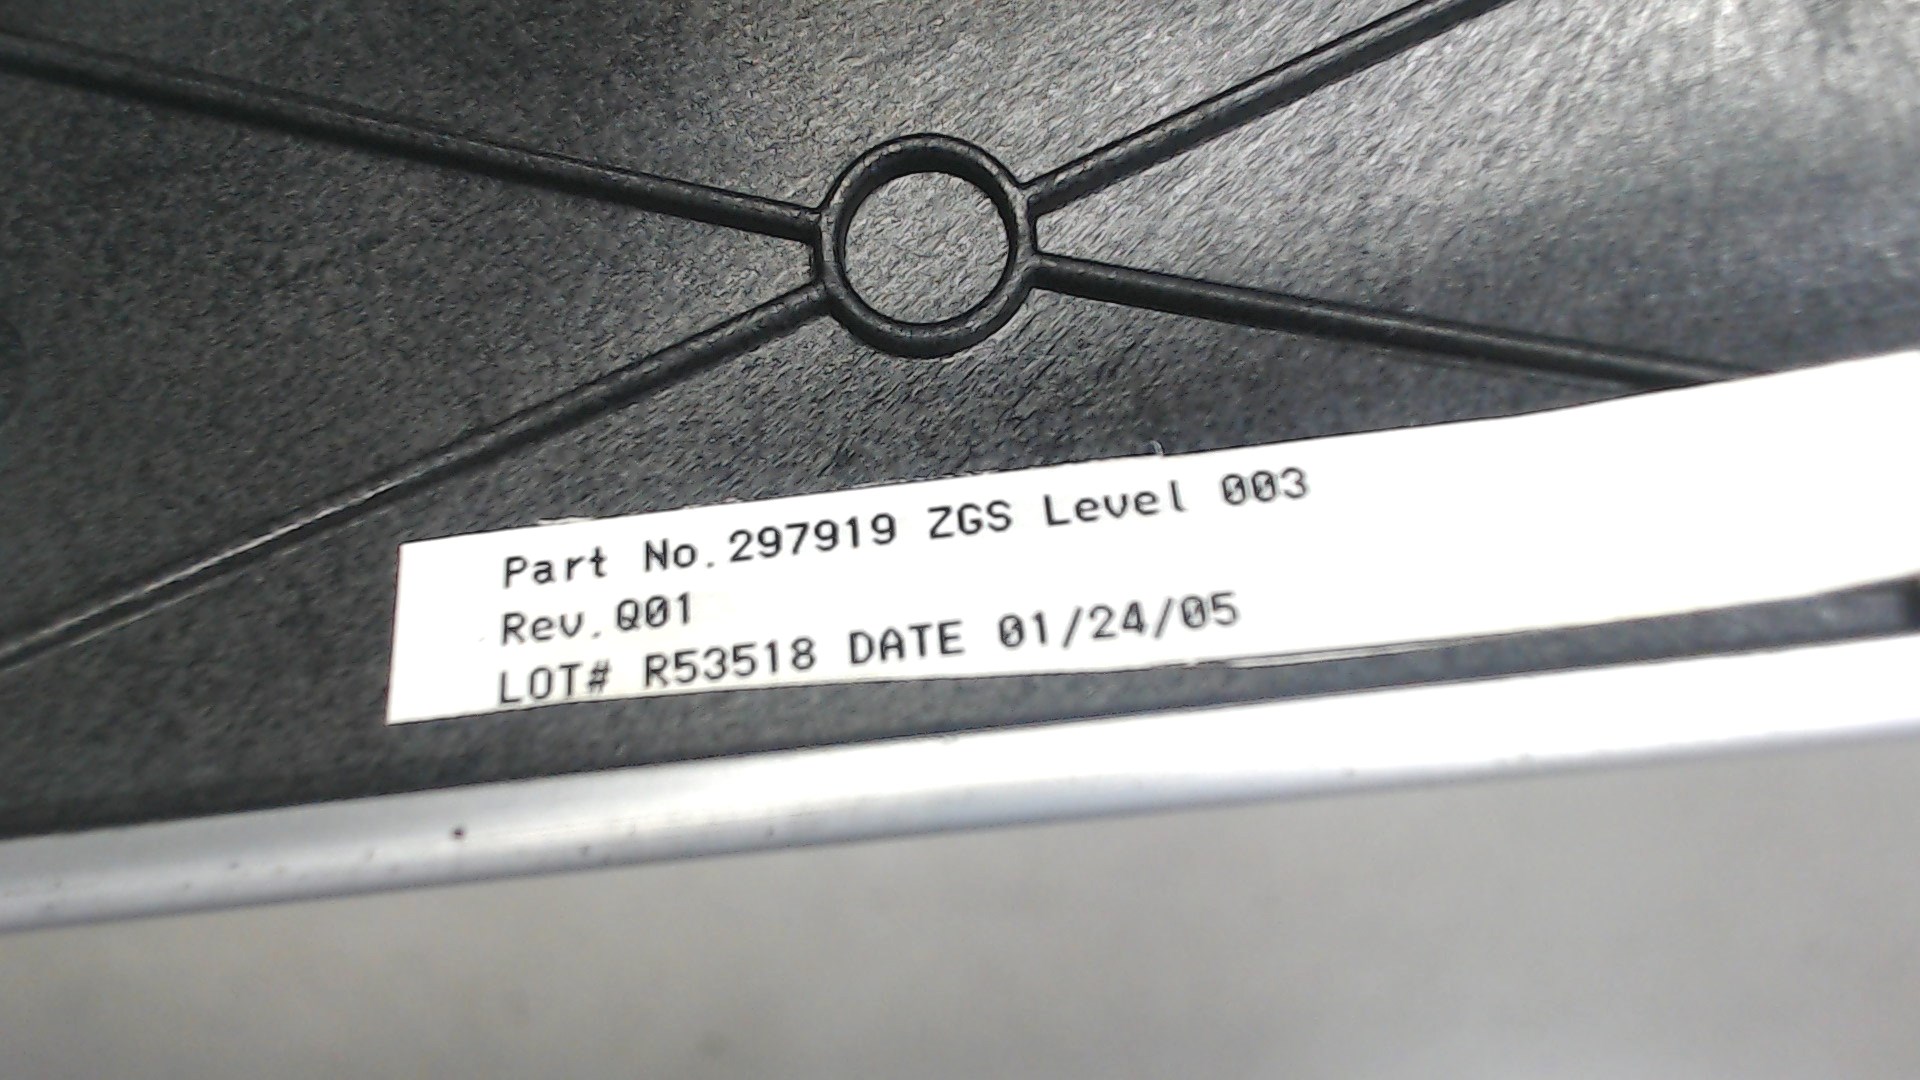 Part No.297919 ZGS Level 003
Rev.Q01
LOT# R53518 DATE 01/24/05